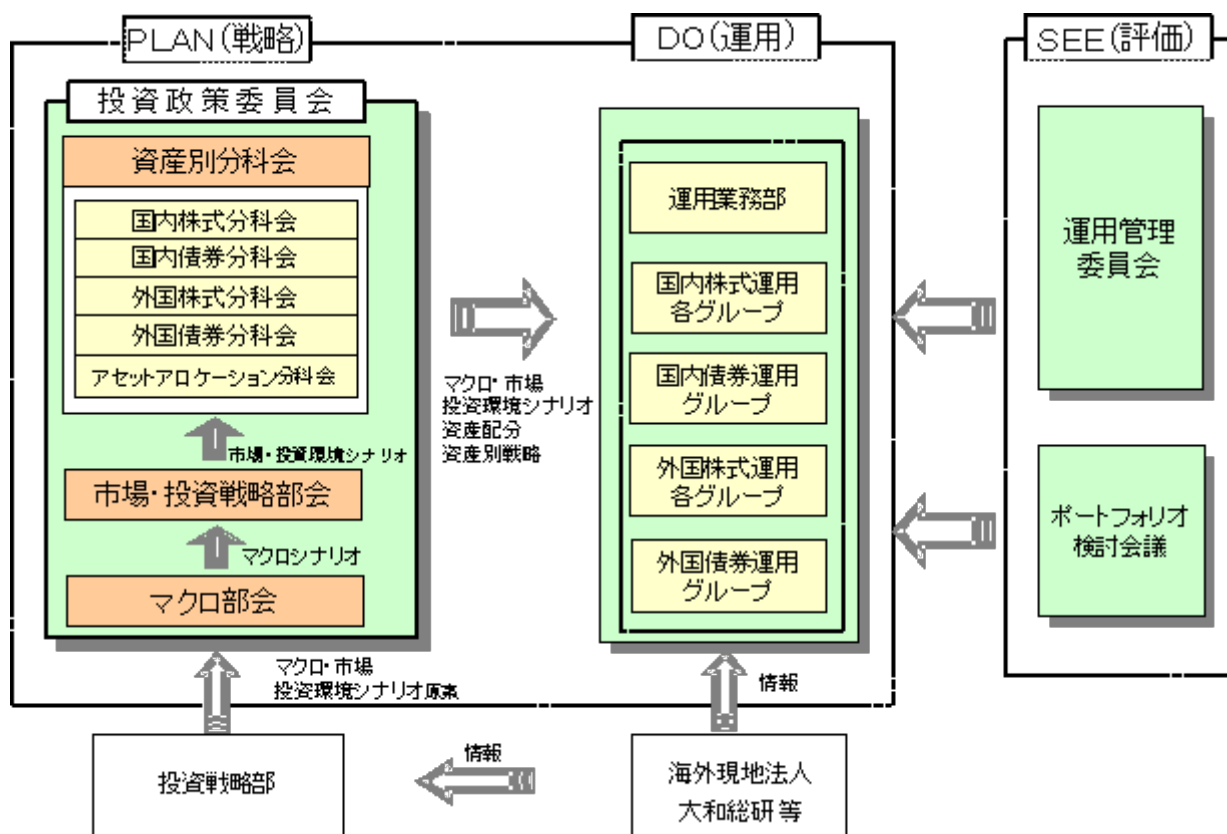 PLAN(戦略)
投資政策委員会
資産別分科会
国内株式分科会
国内債券分科会
外国株式分科会
外国債券分科会
アセットアロケーション分科会
市場・投資環境シナリオ
市場・投資戦略部会
マクロシナリオ
マクロ部会
マクロ・市場
投資環境シナリオ原案
投資戦略部
マクロ・市場
投資環境シナリオ
資産配分
資産別戦略
DO(運用)
運用業務部
国内株式運用
各グループ
国内債券運用
グループ
外国株式運用
各グループ
外国債券運用
グループ
情報
情報
海外現地法人
大和総研等
SEE(評価)
運用管理
委員会
ポートフォリオ
検討会議